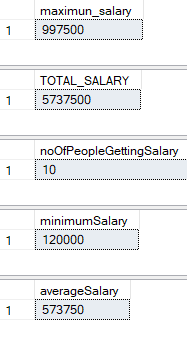 maximun_salary
1 997500
TOTAL_SALARY
1 5737500
noOfPeopleGettingSalary
1 10
minimumSalary
1 120000
averageSalary
1 573750